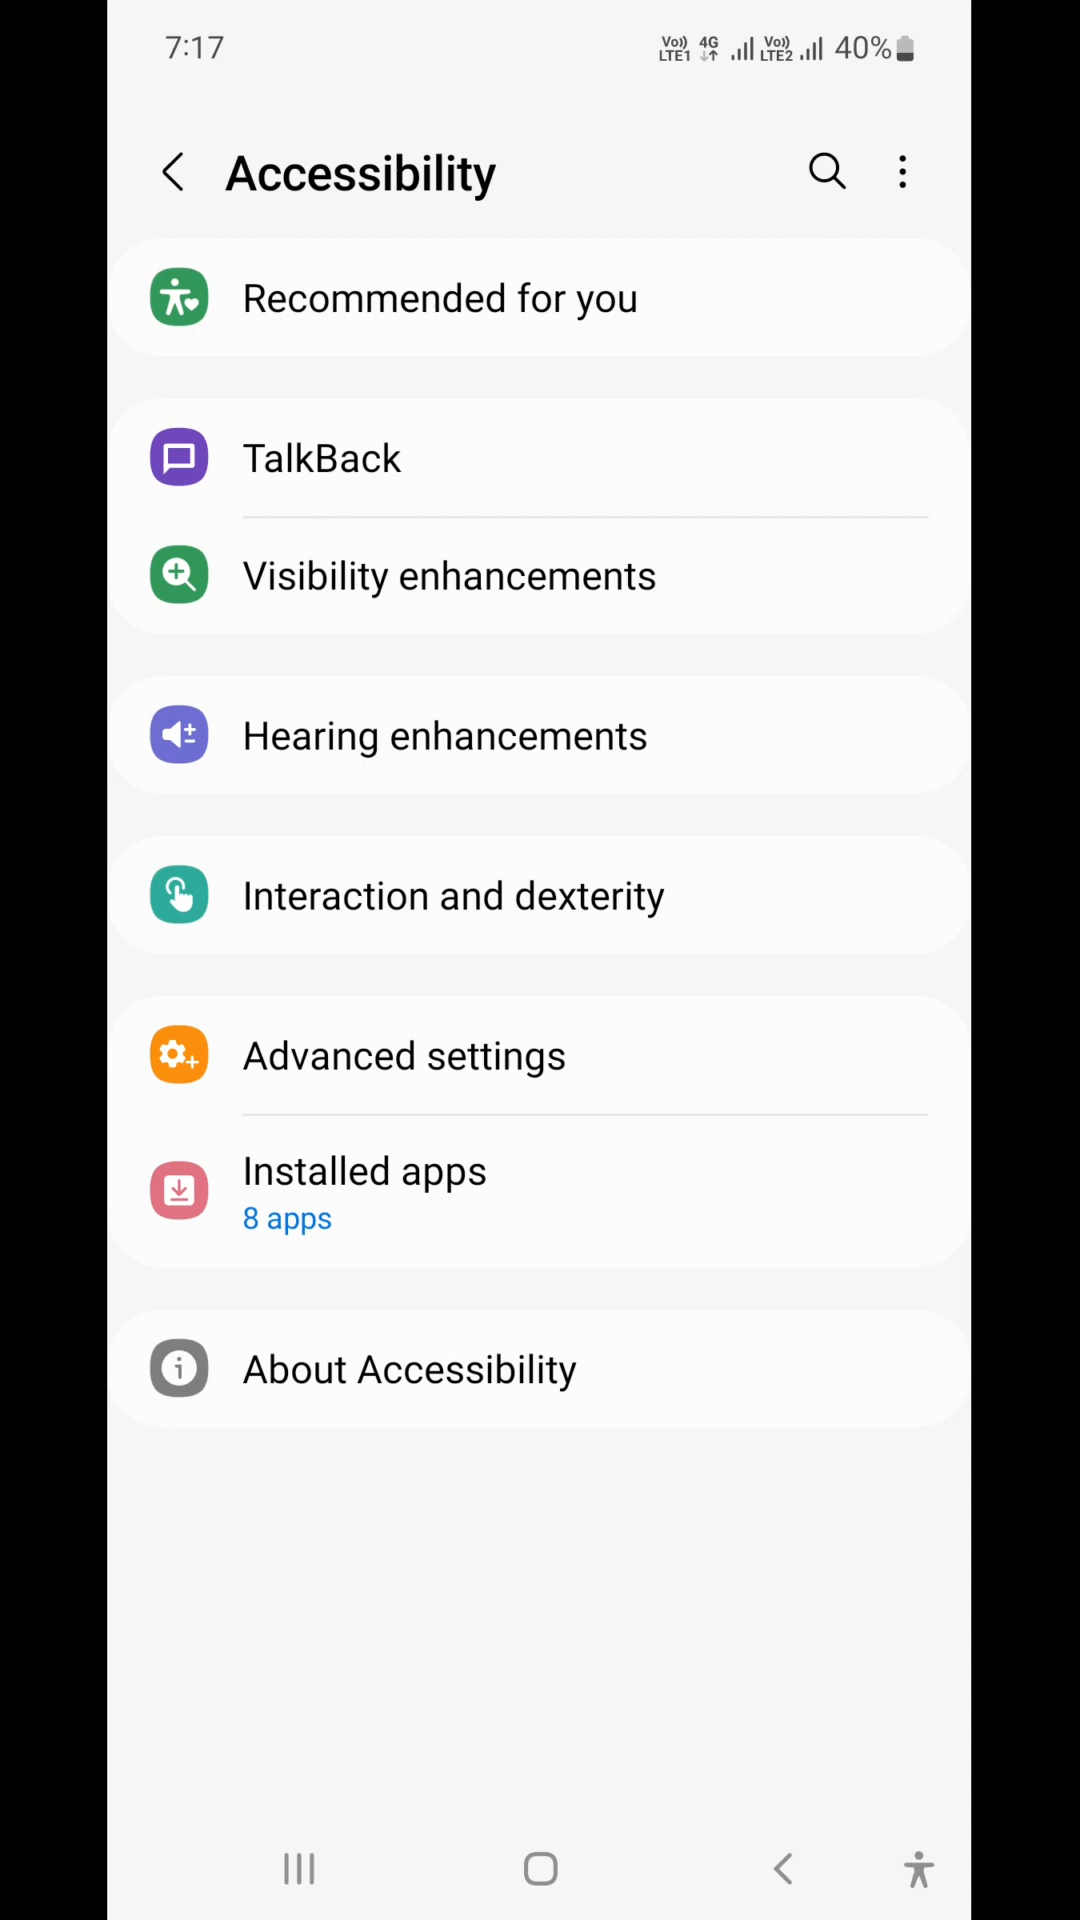 7:17
Vo)) LTE1 4G Vo)) LTE2 40%
Accessibility
Recommended for you
TalkBack
Visibility enhancements
Hearing enhancements
Interaction and dexterity
Advanced settings
Installed apps
8 apps
About Accessibility